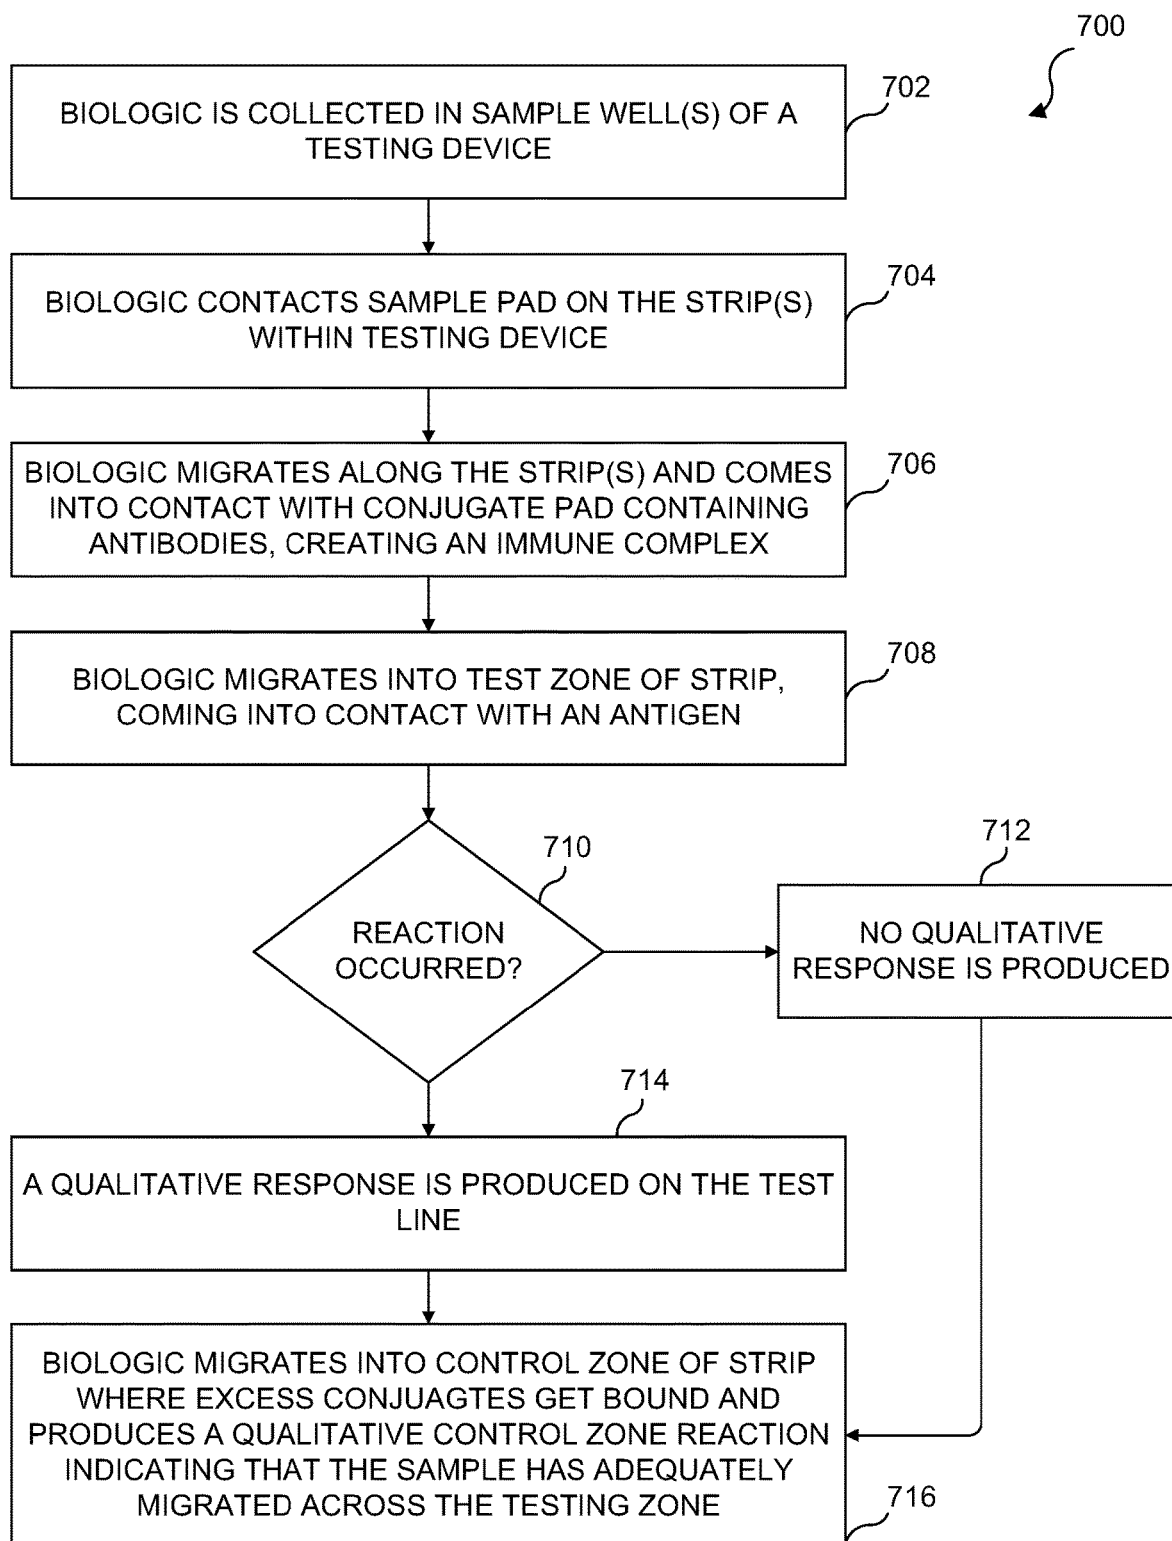 700
BIOLOGIC IS COLLECTED IN SAMPLE WELL(S) OF A
TESTING DEVICE
702
BIOLOGIC CONTACTS SAMPLE PAD ON THE STRIP(S)
WITHIN TESTING DEVICE
704
BIOLOGIC MIGRATES ALONG THE STRIP(S) AND COMES
INTO CONTACT WITH CONJUGATE PAD CONTAINING
ANTIBODIES, CREATING AN IMMUNE COMPLEX
706
BIOLOGIC MIGRATES INTO TEST ZONE OF STRIP,
COMING INTO CONTACT WITH AN ANTIGEN
708
REACTION
OCCURRED?
710
712
NO QUALITATIVE
RESPONSE IS PRODUCED
714
A QUALITATIVE RESPONSE IS PRODUCED ON THE TEST
LINE
BIOLOGIC MIGRATES INTO CONTROL ZONE OF STRIP
WHERE EXCESS CONJUAGTES GET BOUND AND
PRODUCES A QUALITATIVE CONTROL ZONE REACTION
INDICATING THAT THE SAMPLE HAS ADEQUATELY
MIGRATED ACROSS THE TESTING ZONE
716